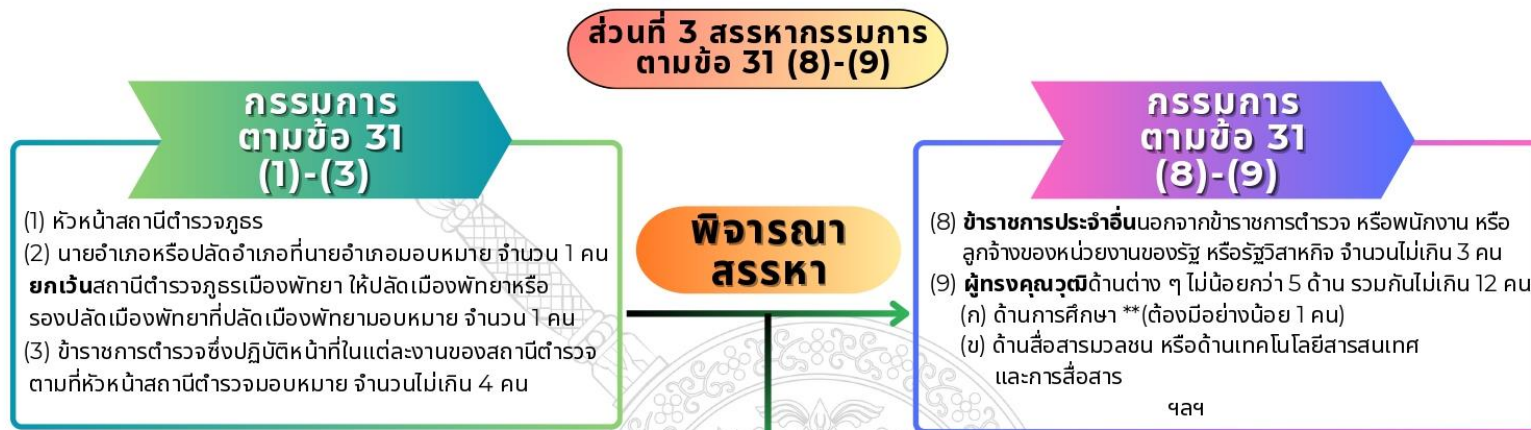 ส่วนที่ 3 สรรหากรรมการ
ตามข้อ 31 (8)-(9)
กรรมการ
ตามข้อ 31
(1)-(3)
(1) หัวหน้าสถานีตำรวจภูธร
(2) นายอำเภอหรือปลัดอำเภอที่นายอำเภอมอบหมาย จำนวน 1 คน
ยกเว้นสถานีตำรวจภูธรเมืองพัทยา ให้ปลัดเมืองพัทยาหรือ
รองปลัดเมืองพัทยาที่ปลัดเมืองพัทยามอบหมาย จำนวน 1 คน
(3) ข้าราชการตำรวจซึ่งปฏิบัติหน้าที่ในแต่ละงานของสถานีตำรวจ
ตามที่หัวหน้าสถานีตำรวจมอบหมาย จำนวนไม่เกิน 4 คน
พิจารณา
สรรหา
กรรมการ
ตามข้อ 31
(8)-(9)
(8) ข้าราชการประจำอื่นนอกจากข้าราชการตำรวจ หรือพนักงาน หรือ
ลูกจ้างของหน่วยงานของรัฐ หรือรัฐวิสาหกิจ จำนวนไม่เกิน 3 คน
(9) ผู้ทรงคุณวุฒิด้านต่าง ๆ ไม่น้อยกว่า 5 ด้าน รวมกันไม่เกิน 12 คน
(ก) ด้านการศึกษา **(ต้องมีอย่างน้อย 1 คน)
(ข) ด้านสื่อสารมวลชน หรือด้านเทคโนโลยีสารสนเทศ
และการสื่อสาร
ฯลฯ